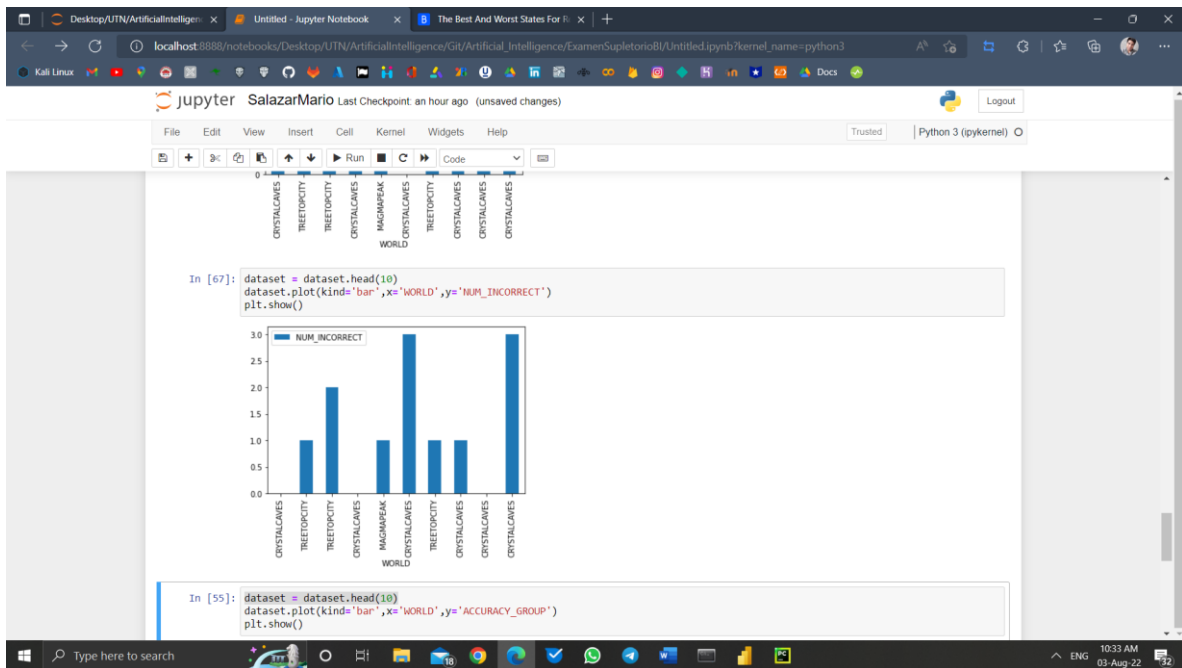 Desktop/UTN/ArtificialIntelligenc
Untitled - Jupyter Notebook
The Best And Worst States For R
localhost:8888/notebooks/Desktop/UTN/ArtificialIntelligence/Git/Artificial_Intelligence/ExamenSupletorioBI/Untitled.ipynb?kernel_name=python3
Kali Linux
Docs
jupyter SalazarMario Last Checkpoint: an hour ago (unsaved changes)
Logout
File Edit View Insert Cell Kernel Widgets Help
Trusted
Python 3 (ipykernel)
Run
Code
0
CRYSTALCAVES
TREETOPCITY
TREETOPCITY
CRYSTALCAVES
MAGMAPEAK
CRYSTALCAVES
TREETOPCITY
CRYSTALCAVES
CRYSTALCAVES
CRYSTALCAVES
WORLD
In [67]: dataset = dataset.head(10)
dataset.plot(kind='bar',x='WORLD',y='NUM_INCORRECT')
plt.show()
NUM_INCORRECT
3.0
2.5
2.0
1.5
1.0
0.5
0.0
CRYSTALCAVES
TREETOPCITY
TREETOPCITY
CRYSTALCAVES
MAGMAPEAK
CRYSTALCAVES
TREETOPCITY
CRYSTALCAVES
CRYSTALCAVES
CRYSTALCAVES
WORLD
In [55]: dataset = dataset.head(10)
dataset.plot(kind='bar',x='WORLD',y='ACCURACY_GROUP')
plt.show()
Type here to search
18
ENG
10:33 AM
03-Aug-22
32